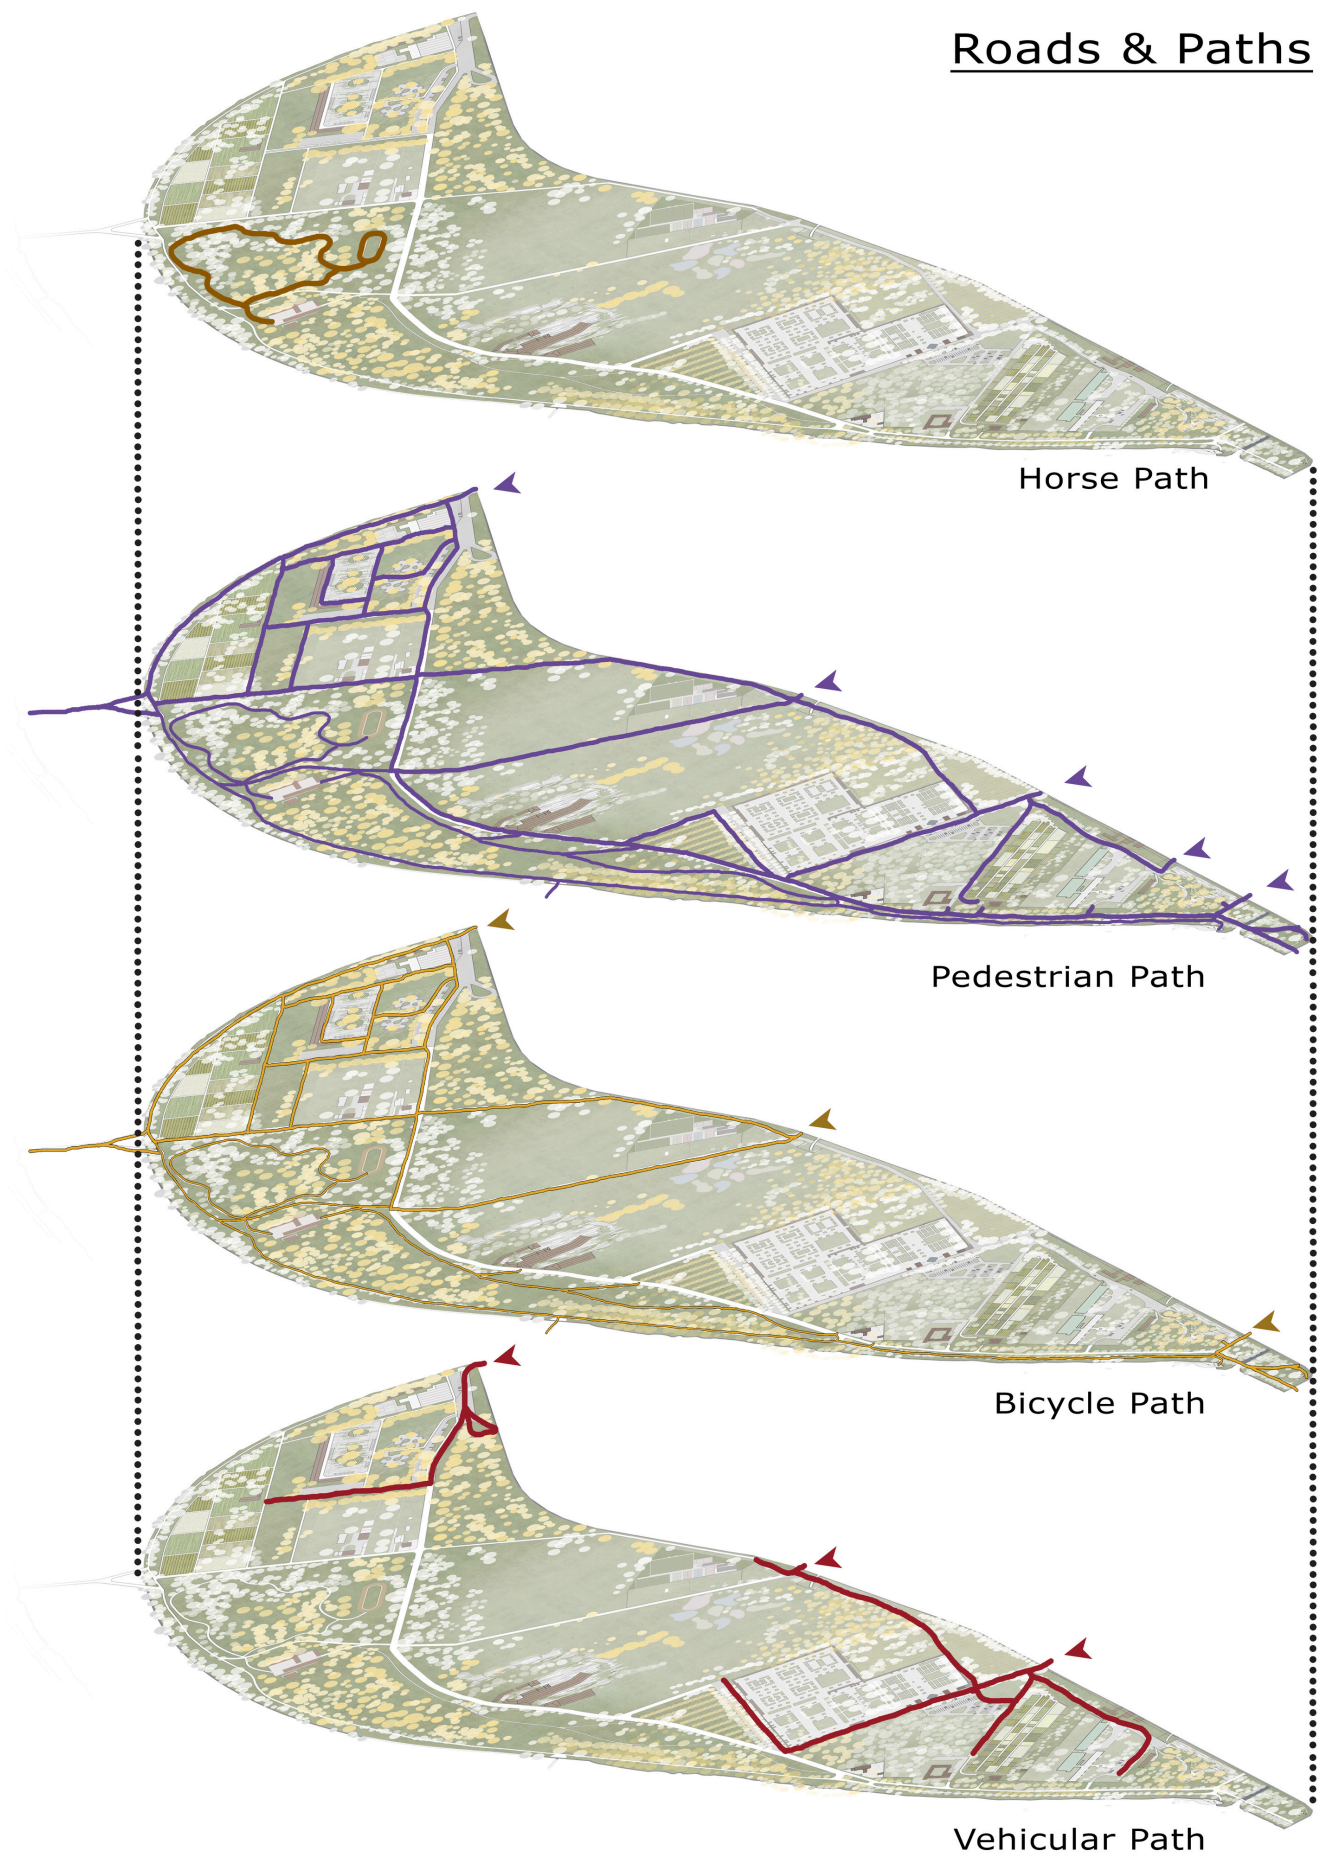 Roads & Paths
Horse Path
Pedestrian Path
Bicycle Path
Vehicular Path